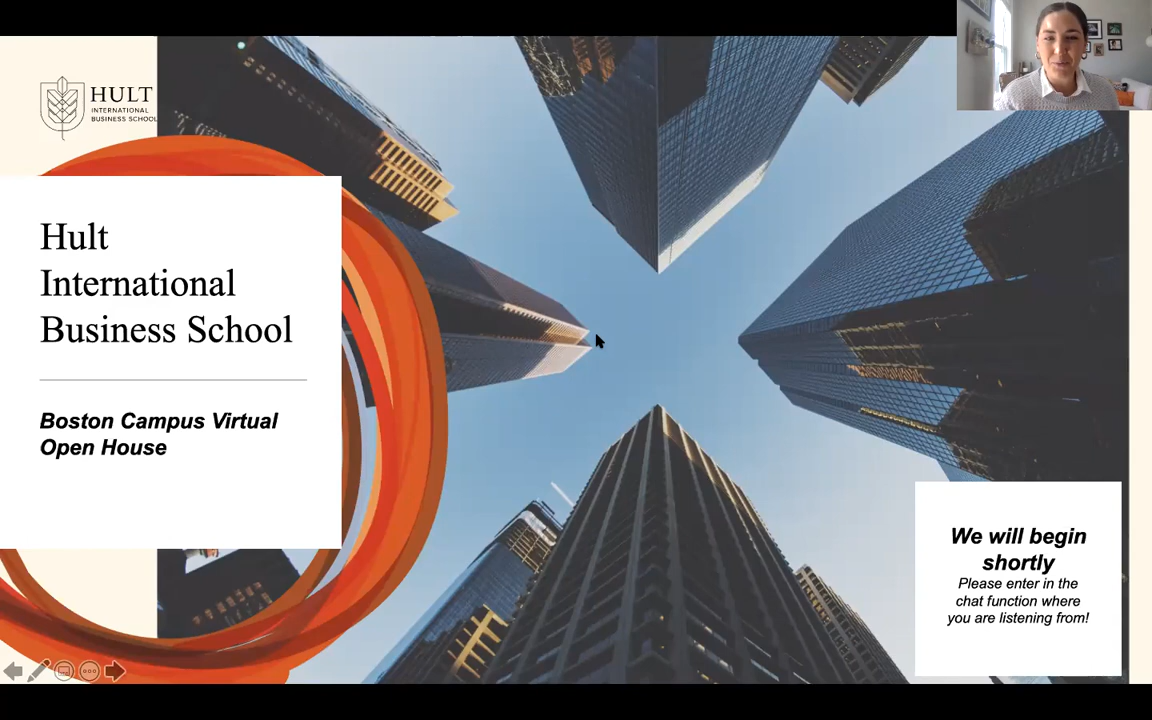 HULT
INTERNATIONAL
BUSINESS SCHOOL
Hult
International
Business School
Boston Campus Virtual
Open House
We will begin
shortly
Please enter in the
chat function where
you are listening from!